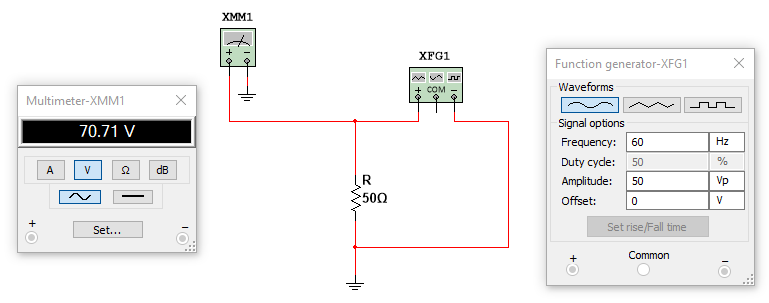 XMM1
+ −
XFG1
+ COM −
R
50Ω
Multimeter-XMM1
70.71 V
A V Ω dB
+ Set... −
Function generator-XFG1
Waveforms
Signal options
Frequency: 60 Hz
Duty cycle: 50 %
Amplitude: 50 Vp
Offset: 0 V
Set rise/Fall time
+ Common −